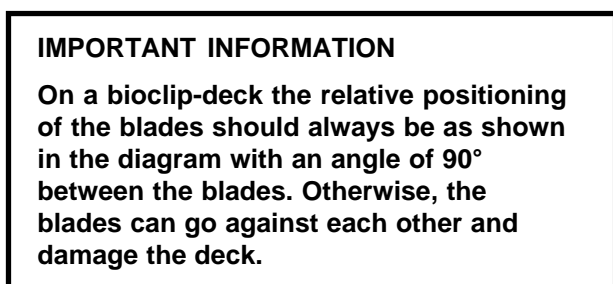 IMPORTANT INFORMATION
On a bioclip-deck the relative positioning
of the blades should always be as shown
in the diagram with an angle of 90°
between the blades. Otherwise, the
blades can go against each other and
damage the deck.